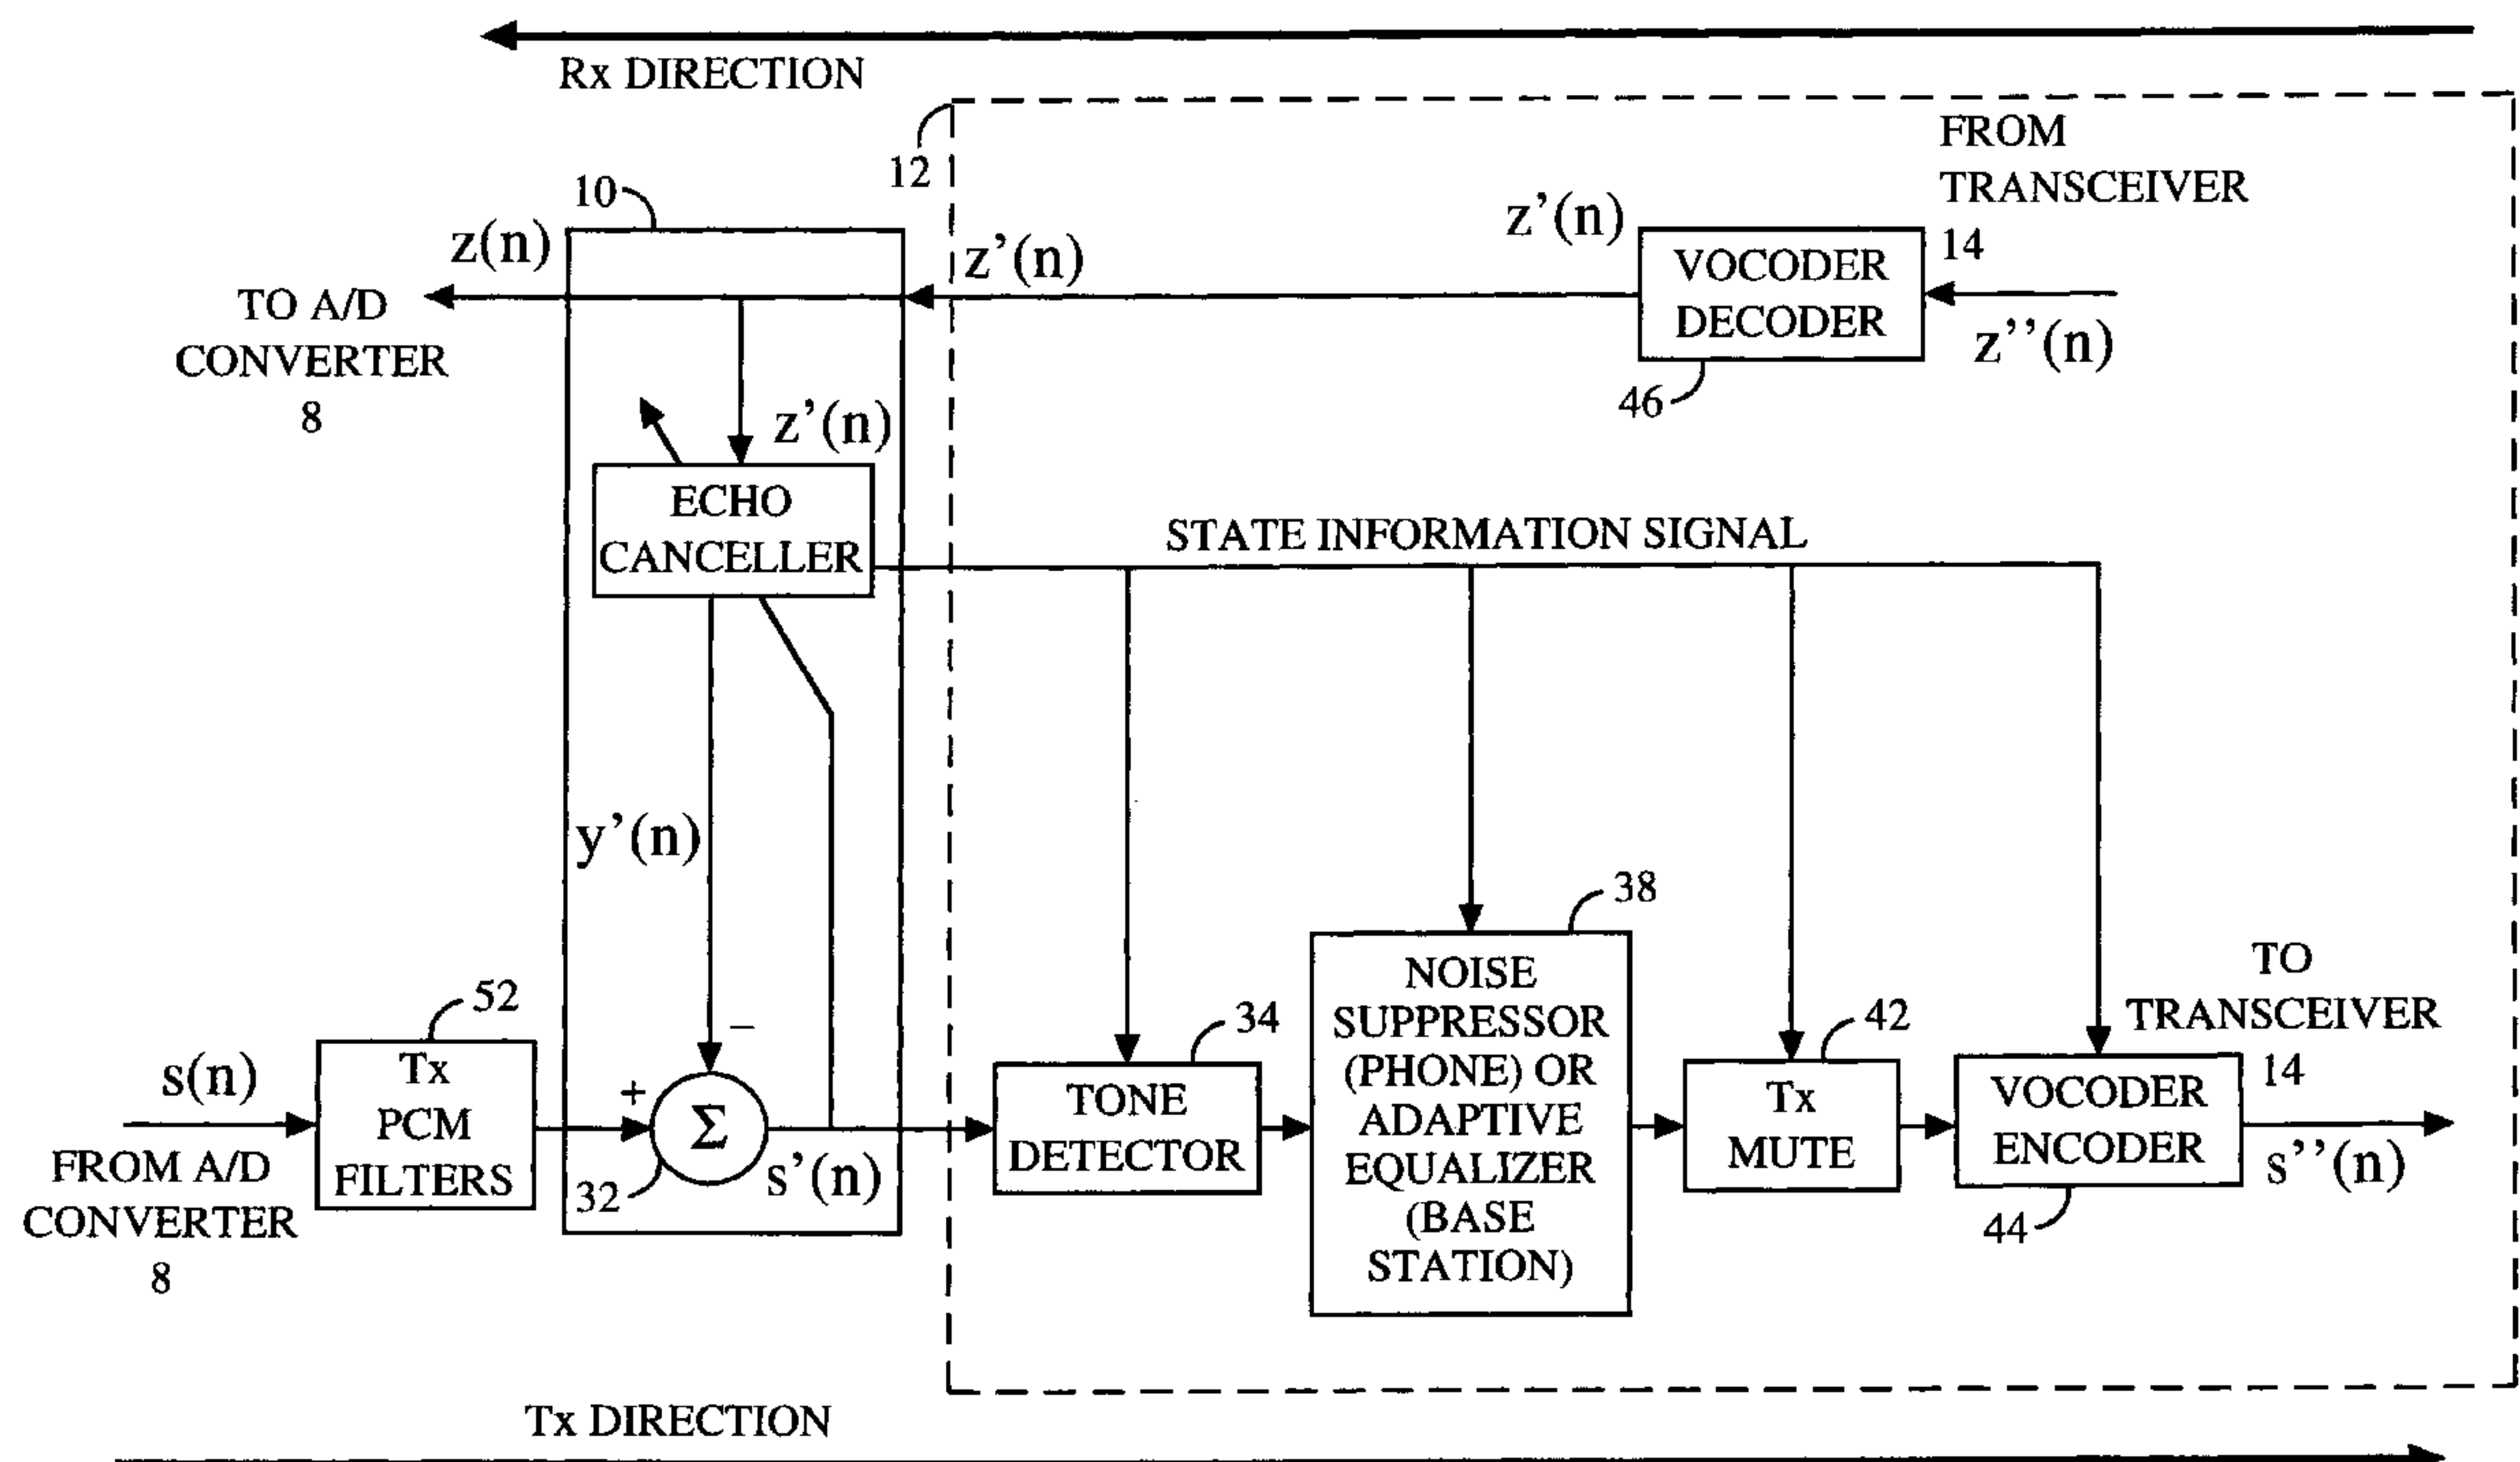 Rx DIRECTION
12
FROM
TRANSCEIVER
14
10
z(n)
z'(n)
z'(n)
VOCODER
DECODER
z''(n)
46
TO A/D
CONVERTER
8
z'(n)
ECHO
CANCELLER
STATE INFORMATION SIGNAL
y'(n)
–
+
Σ
32
s'(n)
52
s(n)
Tx
PCM
FILTERS
FROM A/D
CONVERTER
8
34
TONE
DETECTOR
38
NOISE
SUPPRESSOR
(PHONE) OR
ADAPTIVE
EQUALIZER
(BASE
STATION)
42
Tx
MUTE
VOCODER
ENCODER
44
TO
TRANSCEIVER
14
s''(n)
Tx DIRECTION